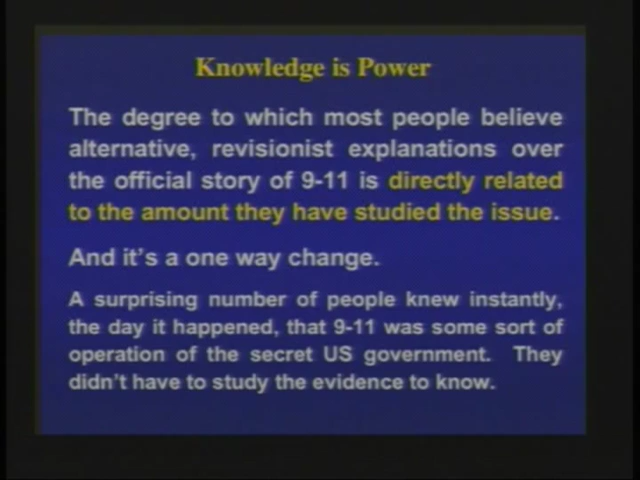 Knowledge is Power
The degree to which most people believe
alternative, revisionist explanations over
the official story of 9-11 is directly related
to the amount they have studied the issue.
And it's a one way change.
A surprising number of people knew instantly,
the day it happened, that 9-11 was some sort of
operation of the secret US government. They
didn't have to study the evidence to know.